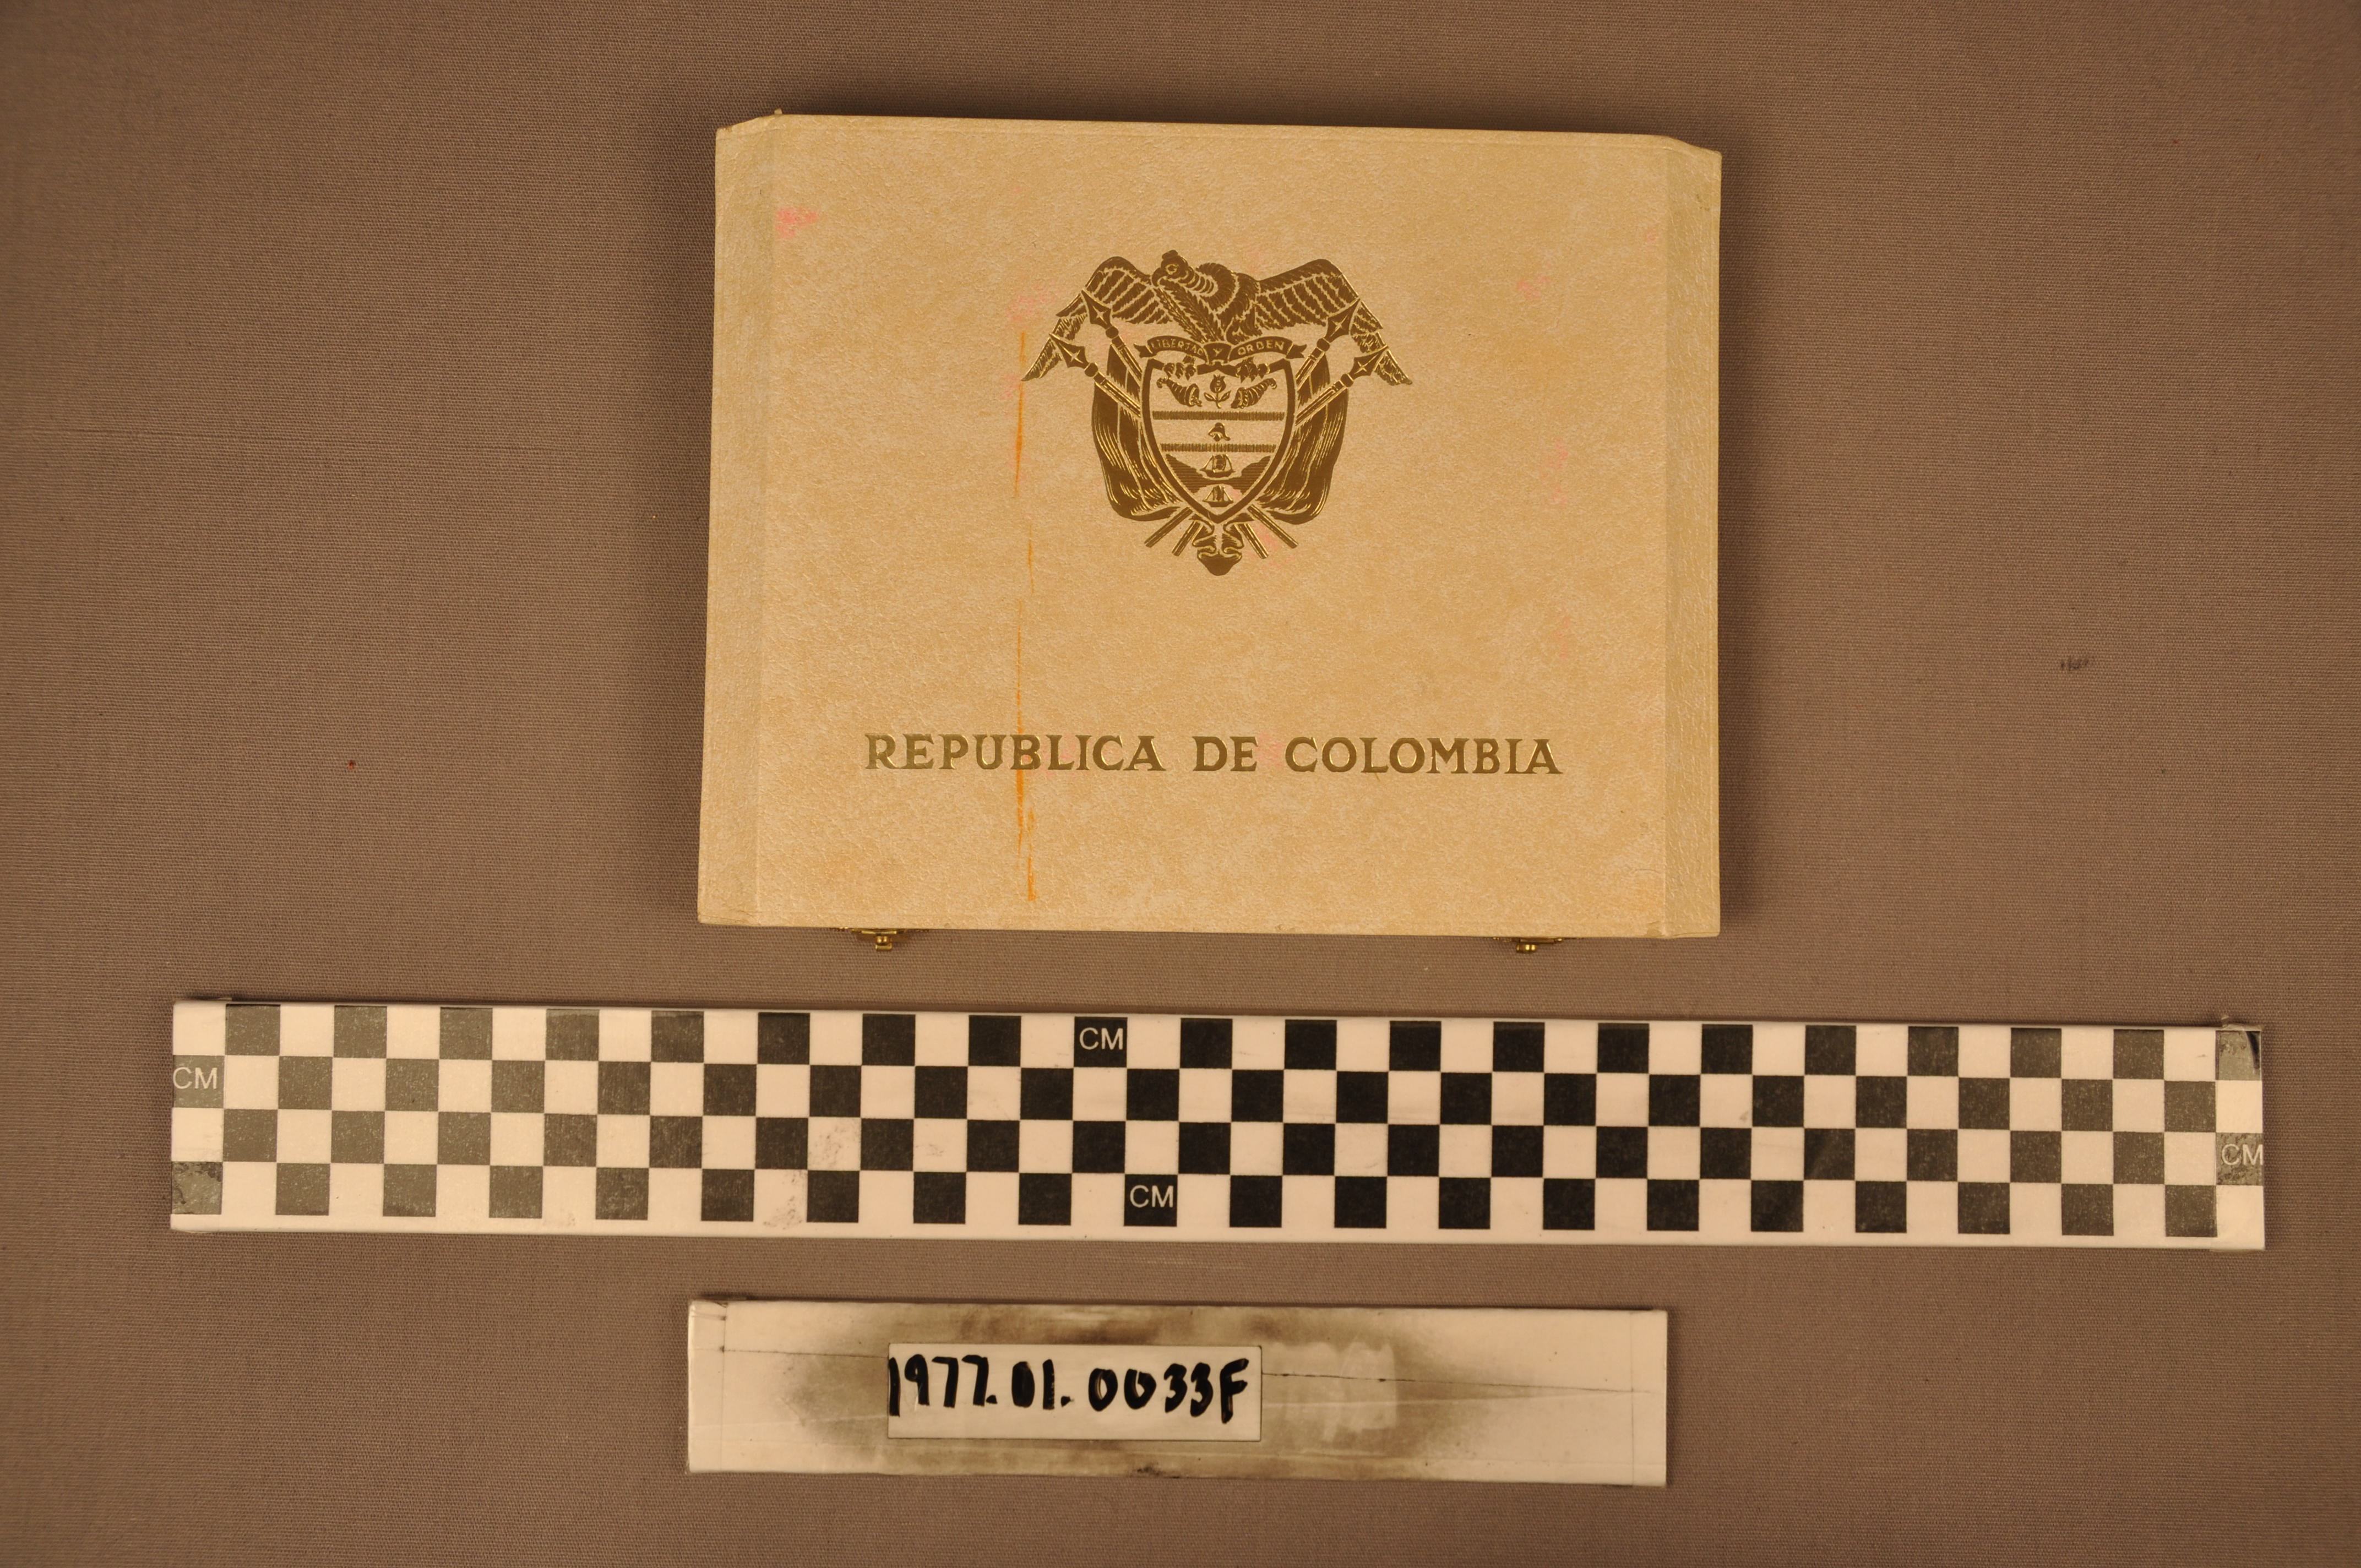 LIBERTAD Y ORDEN
REPUBLICA DE COLOMBIA
CM
CM
CM
CM
1977.01.0033F